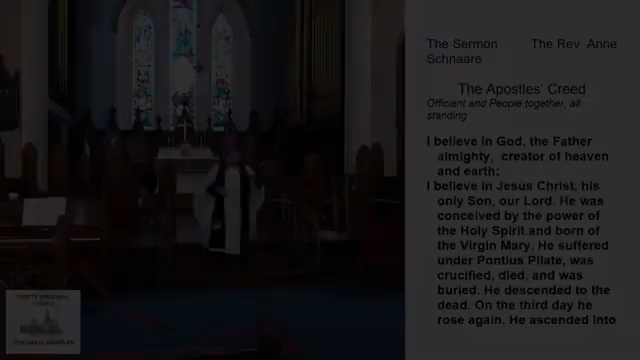 The Sermon The Rev Anne
Schnaare
The Apostles' Creed
Officiant and People together, all
standing
I believe in God, the Father
almighty, creator of heaven
and earth;
I believe in Jesus Christ, his
only Son, our Lord. He was
conceived by the power of
the Holy Spirit and born of
the Virgin Mary. He suffered
under Pontius Pilate, was
crucified, died, and was
buried. He descended to the
dead. On the third day he
rose again. He ascended into